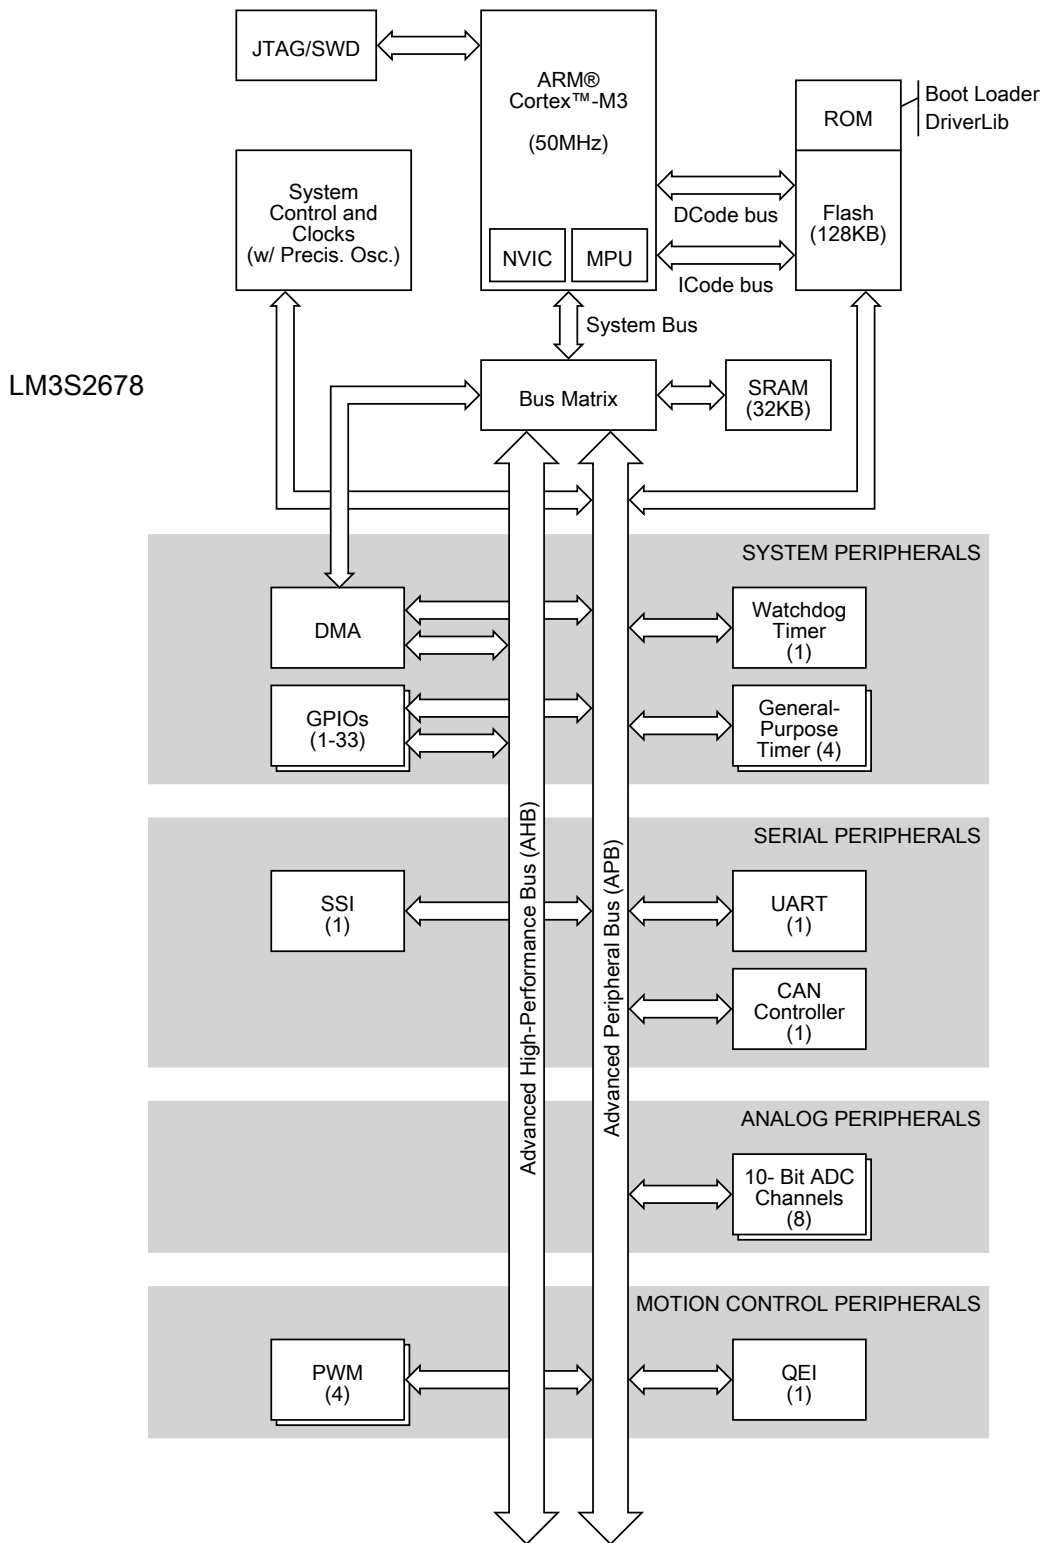 JTAG/SWD
ARM®
Cortex™-M3
(50MHz)
ROM
Boot Loader
DriverLib
System
Control and
Clocks
(w/ Precis. Osc.)
DCode bus
Flash
(128KB)
NVIC
MPU
ICode bus
System Bus
LM3S2678
Bus Matrix
SRAM
(32KB)
SYSTEM PERIPHERALS
DMA
Watchdog
Timer
(1)
GPIOs
(1-33)
General-
Purpose
Timer (4)
Advanced High-Performance Bus (AHB)
Advanced Peripheral Bus (APB)
SERIAL PERIPHERALS
SSI
(1)
UART
(1)
CAN
Controller
(1)
ANALOG PERIPHERALS
10- Bit ADC
Channels
(8)
MOTION CONTROL PERIPHERALS
PWM
(4)
QEI
(1)